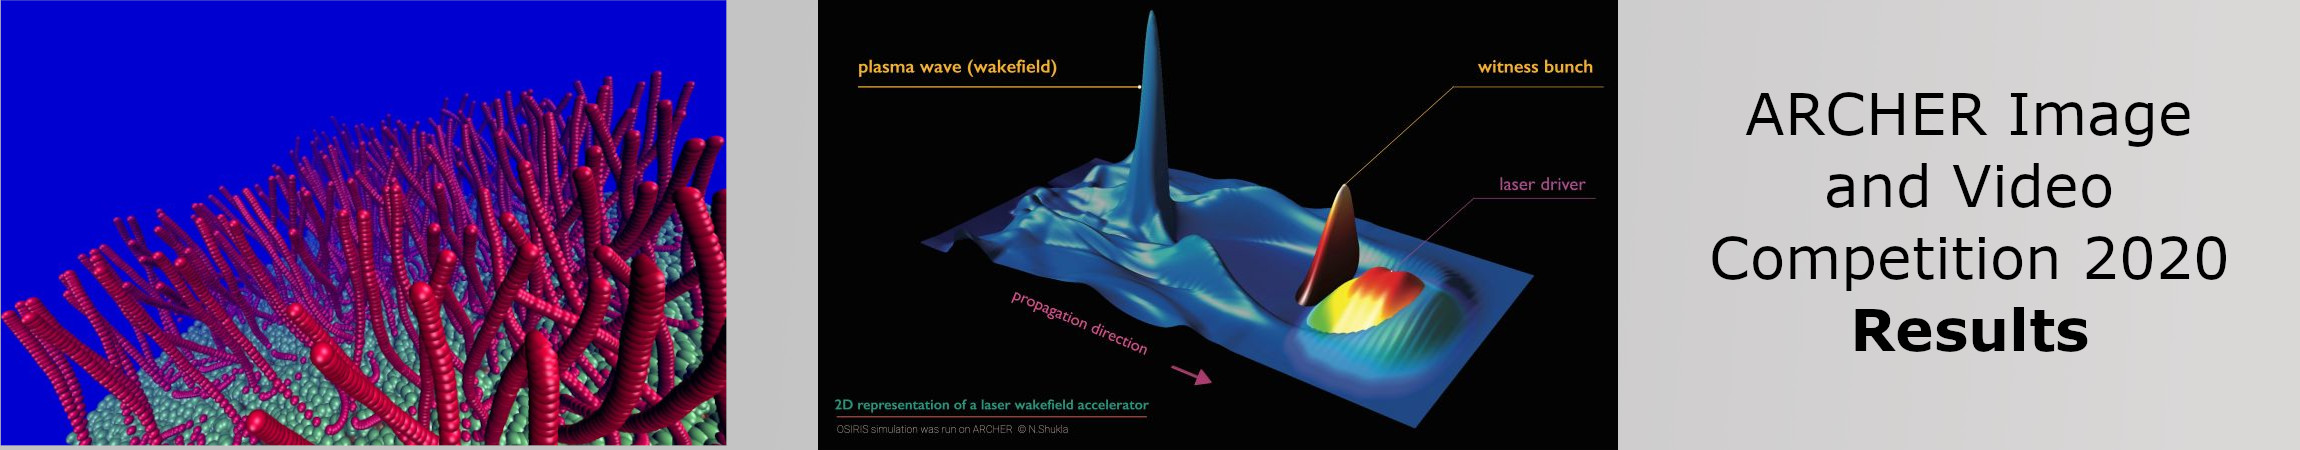 plasma wave (wakefield)
witness bunch
laser driver
propagation direction
2D representation of a laser wakefield accelerator
OSIRIS simulation was run on ARCHER © N.Shukla
ARCHER Image
and Video
Competition 2020
Results